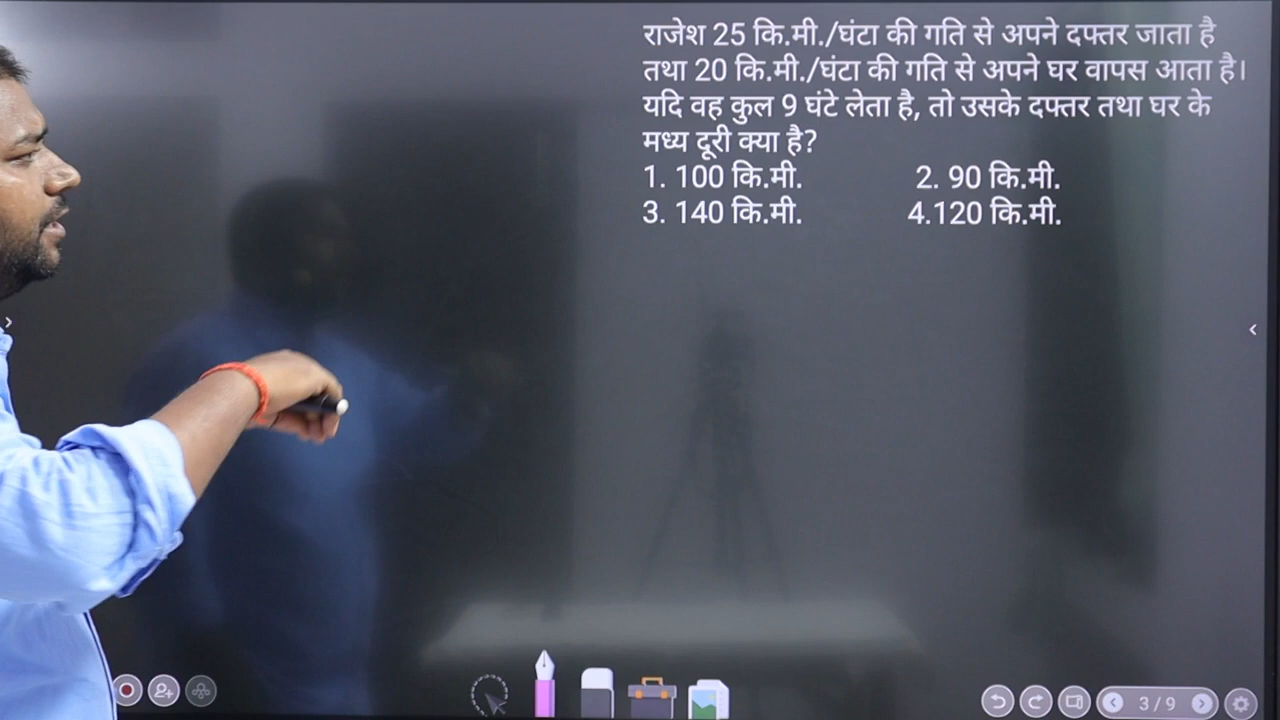 राजेश 25 कि.मी./घंटा की गति से अपने दफ्तर जाता है
तथा 20 कि.मी./घंटा की गति से अपने घर वापस आता है।
यदि वह कुल 9 घंटे लेता है, तो उसके दफ्तर तथा घर के
मध्य दूरी क्या है?
1. 100 कि.मी. 2. 90 कि.मी.
3. 140 कि.मी. 4.120 कि.मी.
3 / 9